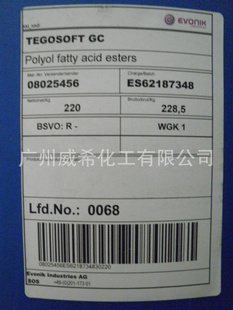 EVONIK
TEGOSOFT GC
Polyol fatty acid esters
08025456
ES62187348
220
228,5
BSVO: R -
WGK 1
广州威希化工有限公司
Lfd.No.: 0068
Evonik Industries AG
SOS